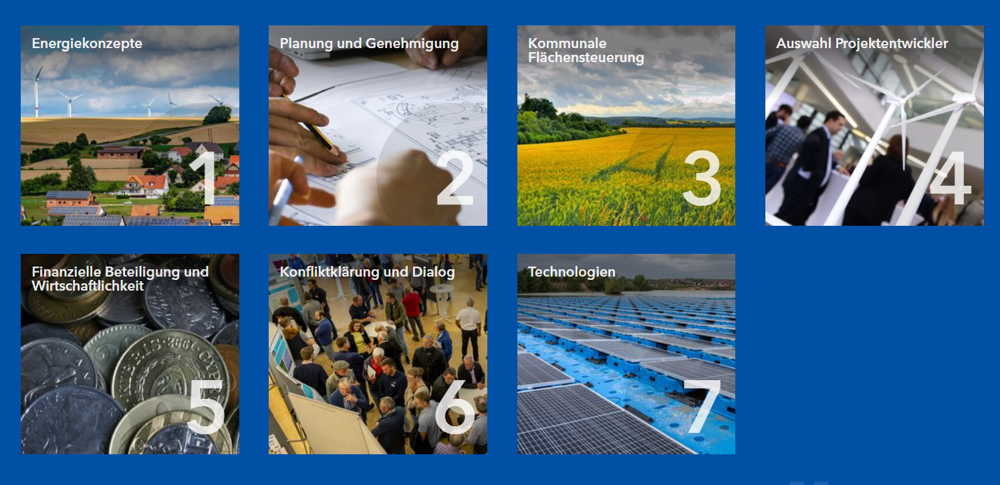 Energiekonzepte
1
Planung und Genehmigung
2
Kommunale
Flächensteuerung
3
Auswahl Projektentwickler
4
Finanzielle Beteiligung und
Wirtschaftlichkeit
5
Konfliktklärung und Dialog
6
Technologien
7